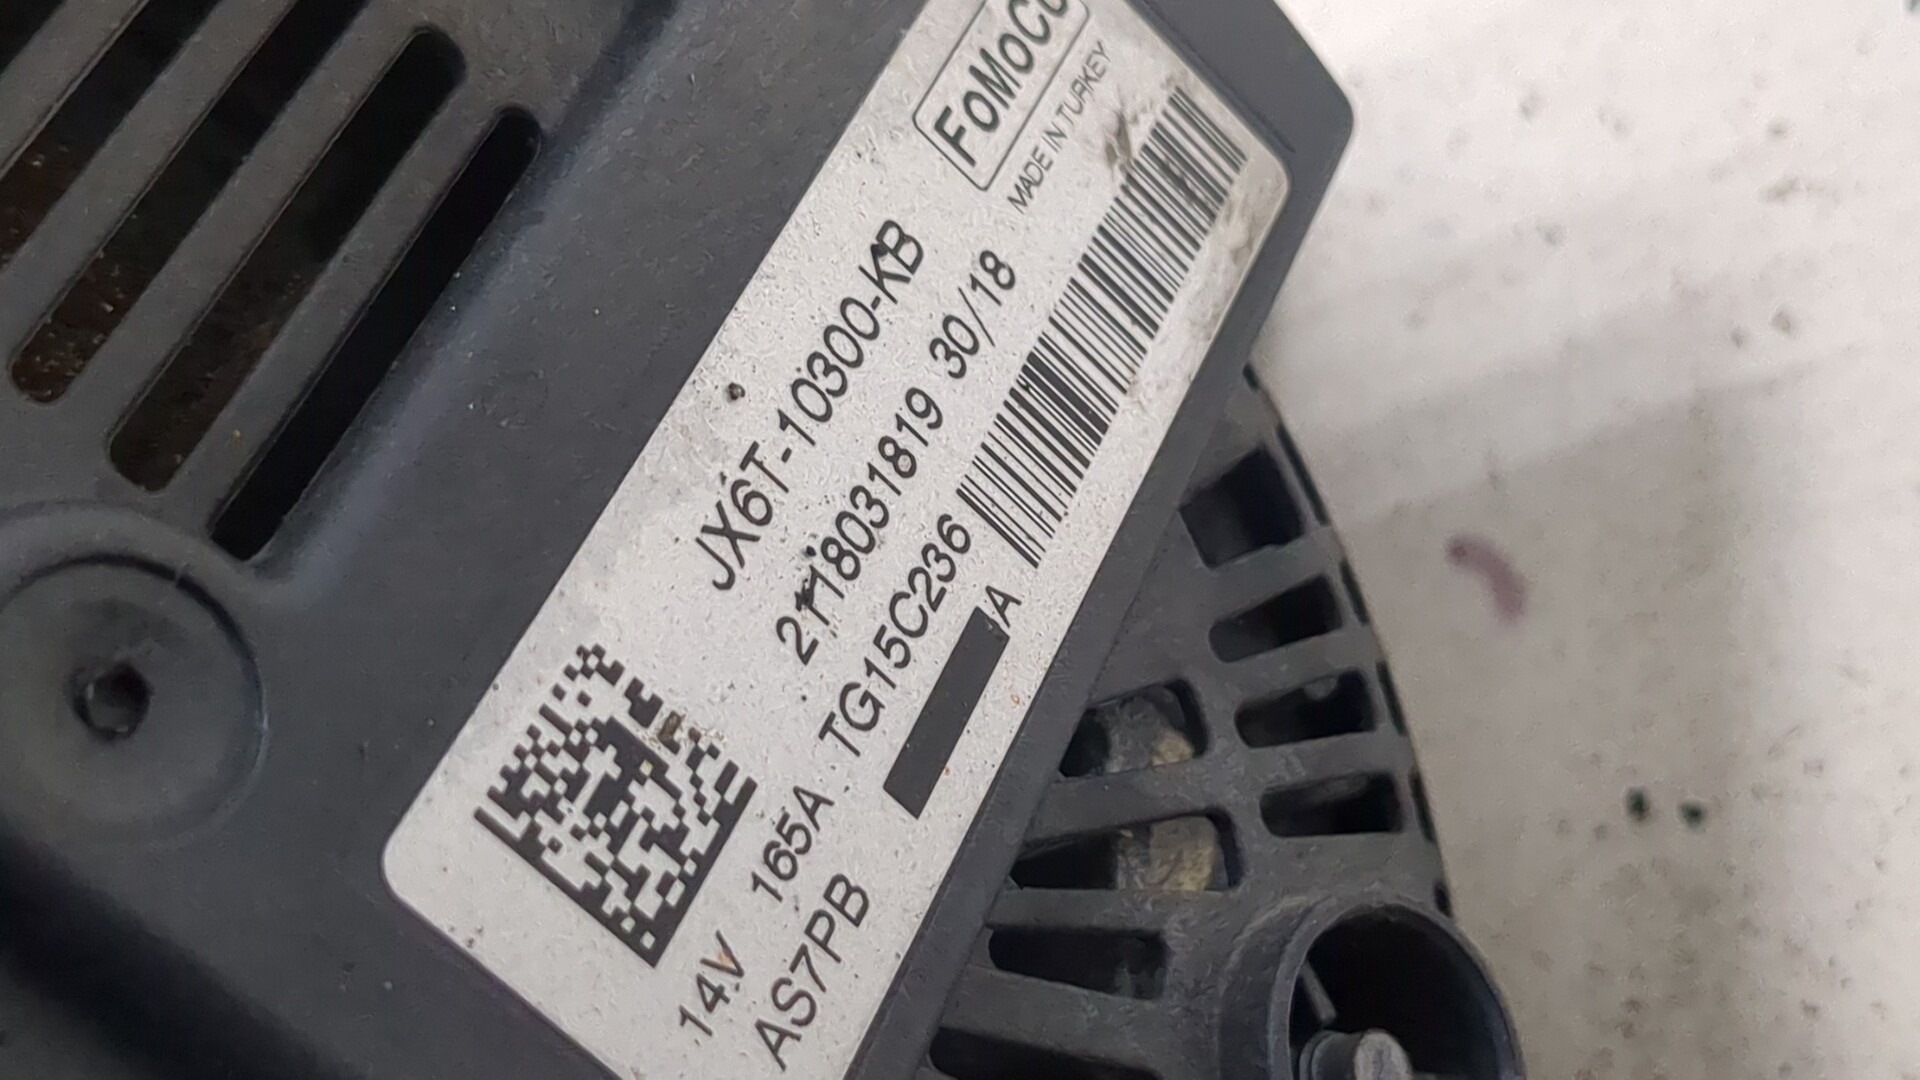 FoMoCo
MADE IN TURKEY
JX6T-10300-KB
2118031819 30/18
14V 165A TG15C236
AS7PB A